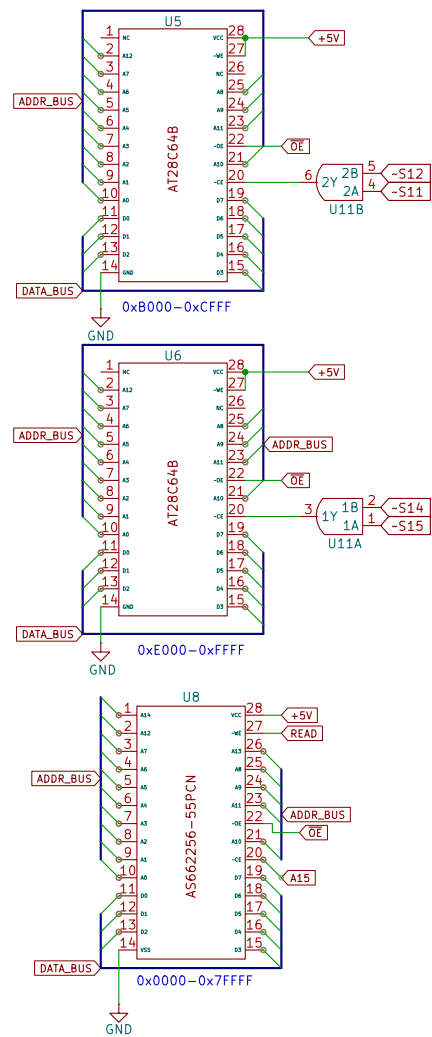 U5
1 NC VCC 28 +5V
2 A12 ~WE 27
3 A7 NC 26
4 A6 A8 25
ADDR_BUS 5 A5 A9 24
6 A4 A11 23
7 A3 ~OE 22 OE
8 A2 A10 21
9 A1 ~CE 20 6 2Y 2B 5 ~S12
10 A0 D7 19 2A 4 ~S11
11 D0 D6 18 U11B
12 D1 D5 17
13 D2 D4 16
14 GND D3 15
AT28C64B
DATA_BUS
0xB000-0xCFFF
GND
U6
1 NC VCC 28 +5V
2 A12 ~WE 27
3 A7 NC 26
4 A6 A8 25
ADDR_BUS 5 A5 A9 24 ADDR_BUS
6 A4 A11 23
7 A3 ~OE 22 OE
8 A2 A10 21
9 A1 ~CE 20 3 1Y 1B 2 ~S14
10 A0 D7 19 1A 1 ~S15
11 D0 D6 18 U11A
12 D1 D5 17
13 D2 D4 16
14 GND D3 15
AT28C64B
DATA_BUS
0xE000-0xFFFF
GND
U8
1 A14 VCC 28 +5V
2 A12 ~WE 27 READ
3 A7 A13 26
4 A6 A8 25
ADDR_BUS 5 A5 A9 24
6 A4 A11 23 ADDR_BUS
7 A3 ~OE 22 OE
8 A2 A10 21
9 A1 ~CE 20
10 A0 D7 19 A15
11 D0 D6 18
12 D1 D5 17
13 D2 D4 16
14 VSS D3 15
AS662256-55PCN
DATA_BUS
0x0000-0x7FFFF
GND